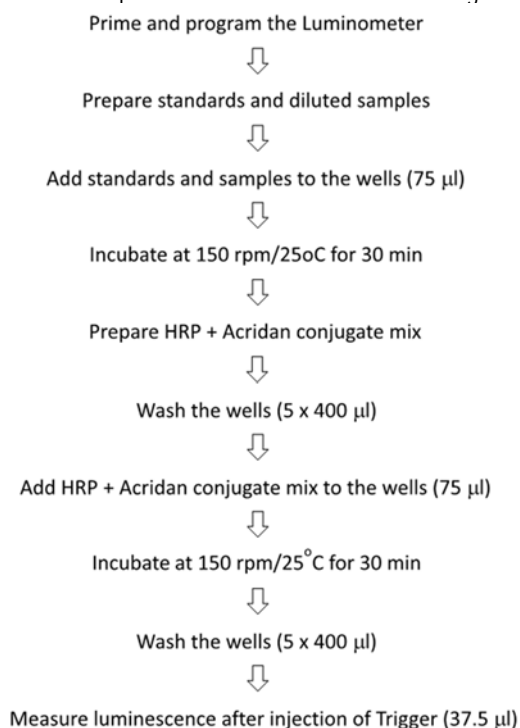 Prime and program the Luminometer
Prepare standards and diluted samples
Add standards and samples to the wells (75 µl)
Incubate at 150 rpm/25oC for 30 min
Prepare HRP + Acridan conjugate mix
Wash the wells (5 x 400 µl)
Add HRP + Acridan conjugate mix to the wells (75 µl)
Incubate at 150 rpm/25°C for 30 min
Wash the wells (5 x 400 µl)
Measure luminescence after injection of Trigger (37.5 µl)